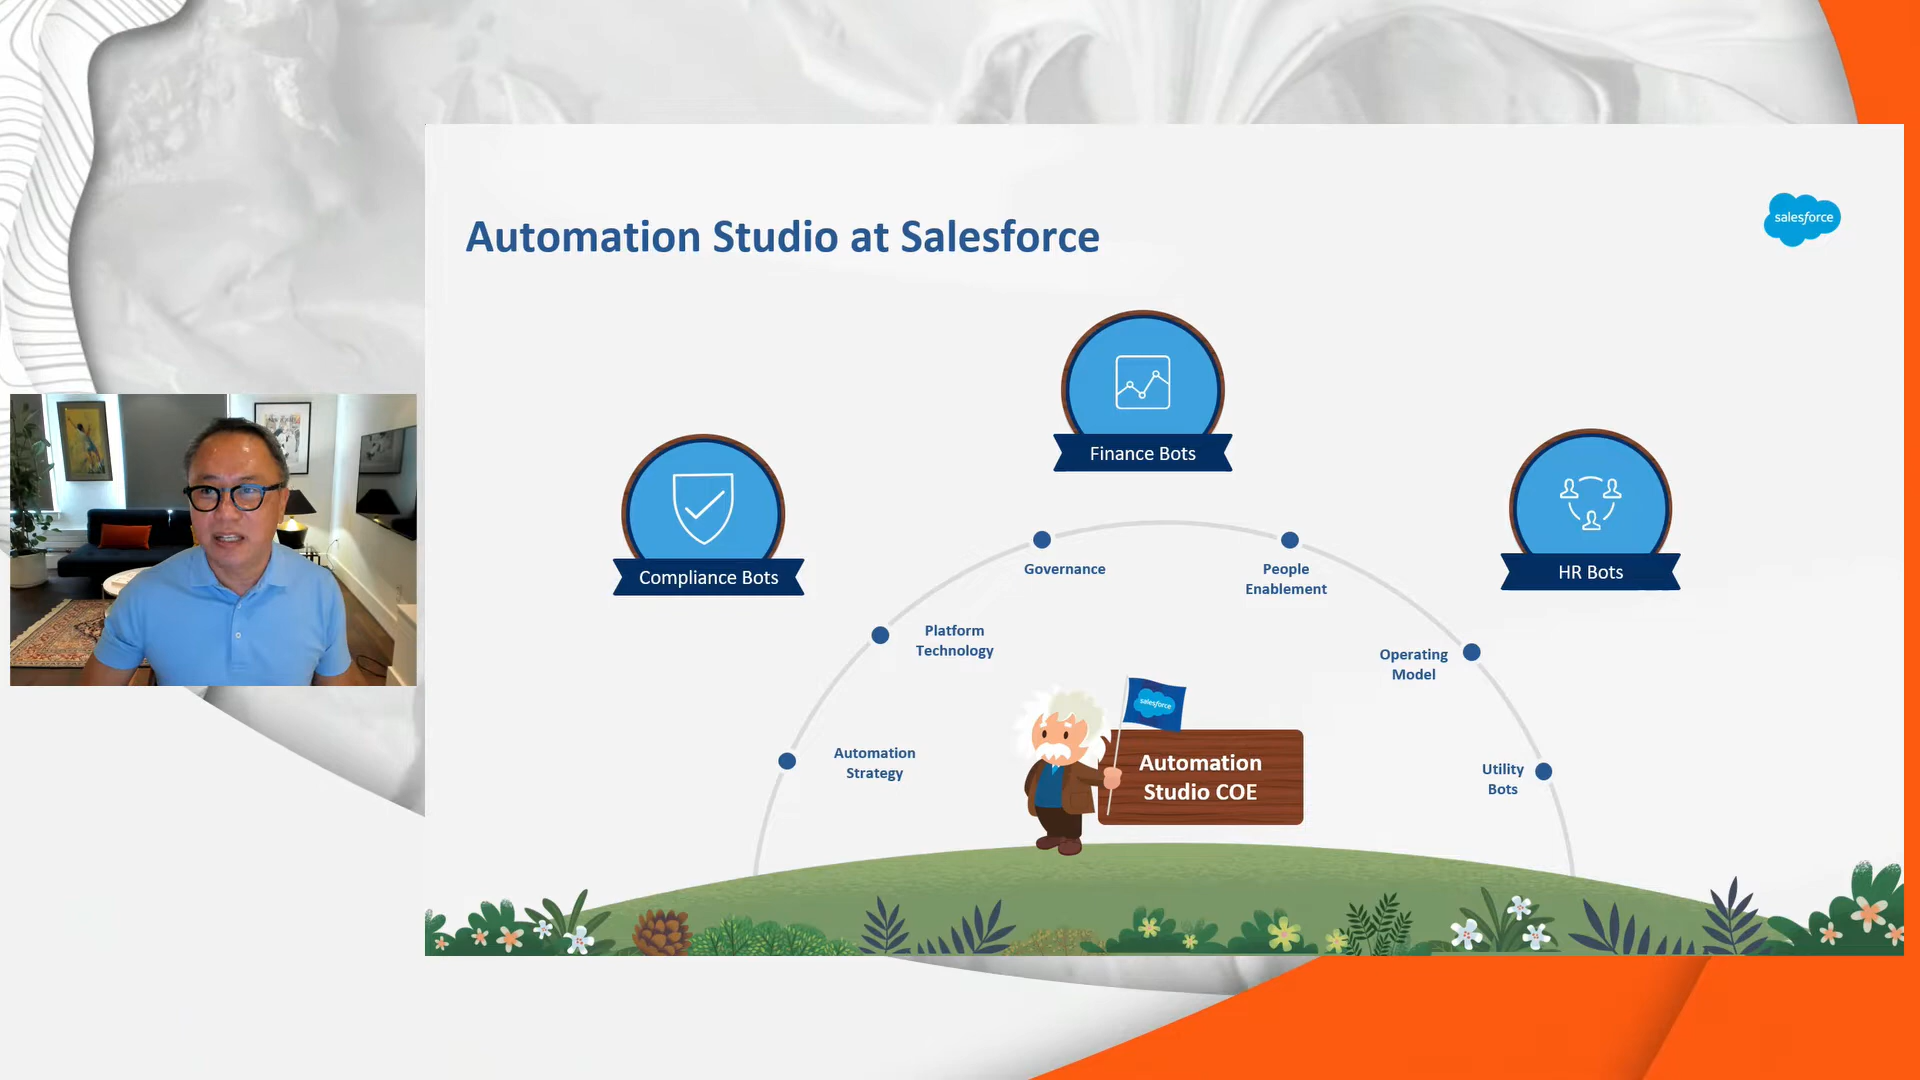 Automation Studio at Salesforce
salesforce
Finance Bots
Compliance Bots
HR Bots
Governance
People
Enablement
Platform
Technology
Operating
Model
Automation
Strategy
Utility
Bots
salesforce
Automation
Studio COE